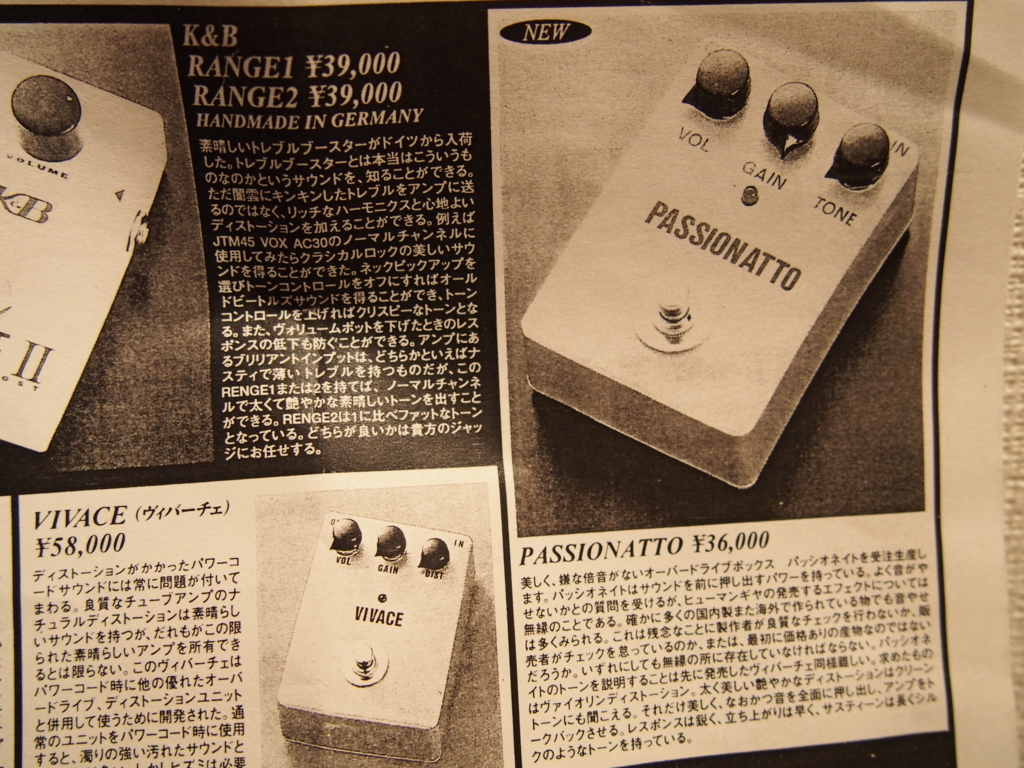 K&B
RANGE1 ¥39,000
RANGE2 ¥39,000
HANDMADE IN GERMANY
素晴しいトレブルブースターがドイツから入荷
した。トレブルブースターとは本当はこういうも
のなのかというサウンドを、知ることができる。
ただ闇雲にキンキンしたトレブルをアンプに送
るのではなく、リッチなハーモニクスと心地よい
ディストーションを加えることができる。例えば
JTM45 VOX AC30のノーマルチャンネルに
使用してみたらクラシカルロックの美しいサウ
ンドを得ることができた。ネックピックアップを
選びトーンコントロールをオフにすればオール
ドビートルズサウンドを得ることができ、トーン
コントロールを上げればクリスピーなトーンとな
る。また、ヴォリュームポットを下げたときのレス
ポンスの低下も防ぐことができる。アンプにあ
るブリリアントインプットは、どちらかといえばナ
スティで薄いトレブルを持つものだが、この
RENGE1または2を持てば、ノーマルチャンネ
ルで太くて艶やかな素晴しいトーンを出すこと
ができる。RENGE2は1に比べファットなトーン
となっている。どちらが良いかは貴方のジャッ
ジにお任せする。
VOLUME
K&B
II
OST
NEW
VOL
GAIN
TONE
IN
PASSIONATTO
PASSIONATTO ¥36,000
美しく、嫌な倍音がないオーバードライブボックス パッシオネイトを受注生産し
ます。パッシオネイトはサウンドを前に押し出すパワーを持っている。よく音がや
せないかとの質問を受けるが、ヒューマンギヤの発売するエフェクトについては
無縁のことである。確かに多くの国内製また海外で作られている物でも音やせ
は多くみられる。これは残念なことに製作者が良質なチェックを行わないか、販
売者がチェックを怠っているのか、または、最初に価格ありの産物なのではない
だろうか。いずれにしても無縁の所に存在していなければならない。パッシオネ
イトのトーンを説明することは先に発売したヴィバーチェ同様難しい。求めたもの
はヴァイオリンディストーション。太く美しい艶やかなディストーションはクリーン
トーンにも聞こえる。それだけ美しく、なおかつ音を全面に押し出し、アンプをト
ークバックさせる。レスポンスは鋭く、立ち上がりは早く、サスティーンは長くシル
クのようなトーンを持っている。
VIVACE (ヴィバーチェ)
¥58,000
ディストーションがかかったパワーコ
ードサウンドには常に問題が付いて
まわる。良質なチューブアンプのナ
チュラルディストーションは素晴らし
いサウンドを持つが、だれもがこの限
られた素晴らしいアンプを所有でき
るとは限らない。このヴィバーチェは
パワーコード時に他の優れたオーバ
ードライブ、ディストーションユニット
と併用して使うために開発された。通
常のユニットをパワーコード時に使用
すると、濁りの強い汚れたサウンドと
VOL
GAIN
DIST
IN
VIVACE